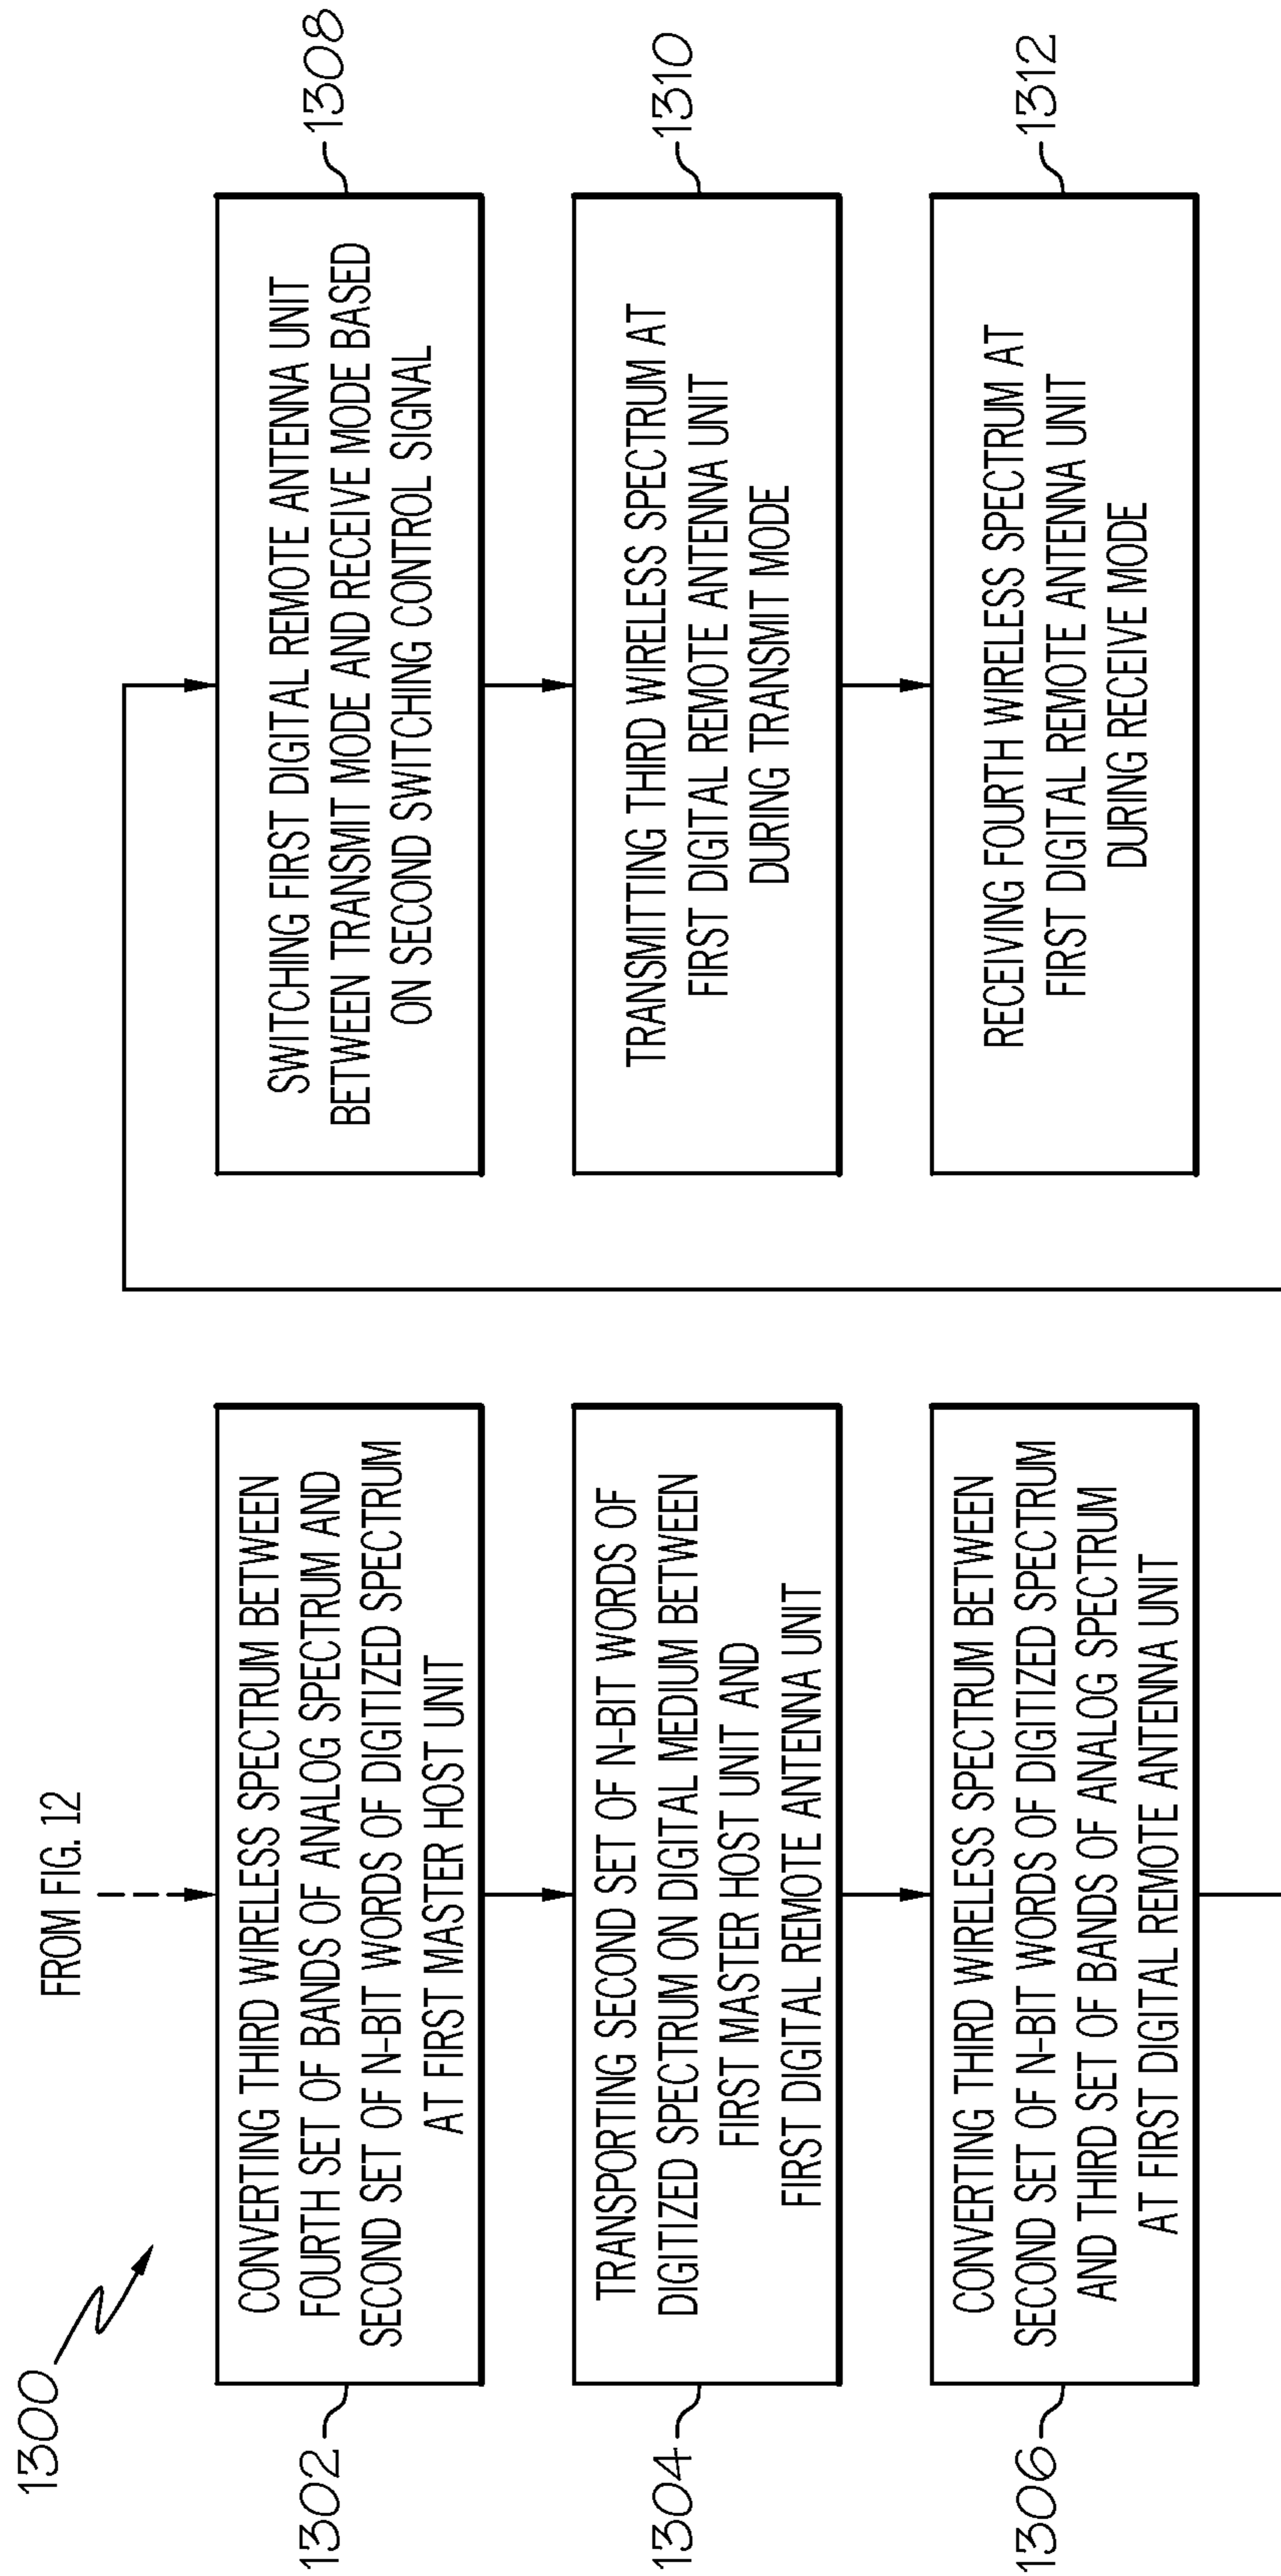 1300
FROM FIG. 12
1302
CONVERTING THIRD WIRELESS SPECTRUM BETWEEN
FOURTH SET OF BANDS OF ANALOG SPECTRUM AND
SECOND SET OF N-BIT WORDS OF DIGITIZED SPECTRUM
AT FIRST MASTER HOST UNIT
1304
TRANSPORTING SECOND SET OF N-BIT WORDS OF
DIGITIZED SPECTRUM ON DIGITAL MEDIUM BETWEEN
FIRST MASTER HOST UNIT AND
FIRST DIGITAL REMOTE ANTENNA UNIT
1306
CONVERTING THIRD WIRELESS SPECTRUM BETWEEN
SECOND SET OF N-BIT WORDS OF DIGITIZED SPECTRUM
AND THIRD SET OF BANDS OF ANALOG SPECTRUM
AT FIRST DIGITAL REMOTE ANTENNA UNIT
1308
SWITCHING FIRST DIGITAL REMOTE ANTENNA UNIT
BETWEEN TRANSMIT MODE AND RECEIVE MODE BASED
ON SECOND SWITCHING CONTROL SIGNAL
1310
TRANSMITTING THIRD WIRELESS SPECTRUM AT
FIRST DIGITAL REMOTE ANTENNA UNIT
DURING TRANSMIT MODE
1312
RECEIVING FOURTH WIRELESS SPECTRUM AT
FIRST DIGITAL REMOTE ANTENNA UNIT
DURING RECEIVE MODE